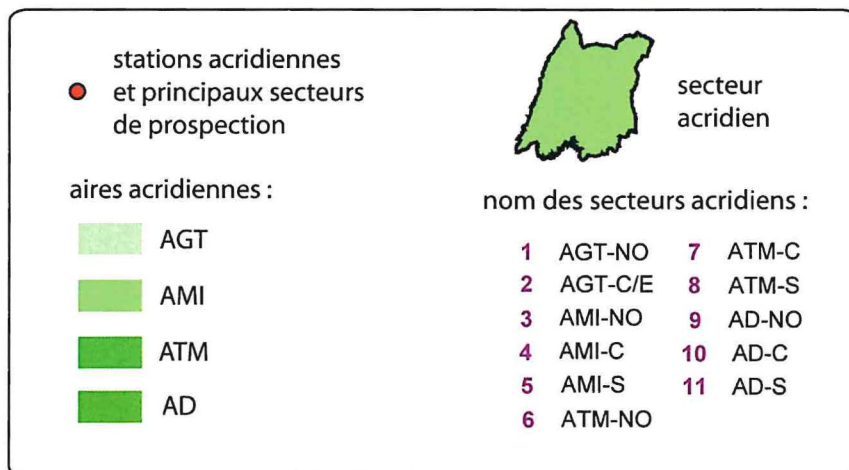 stations acridiennes
et principaux secteurs
de prospection
aires acridiennes :
AGT
AMI
ATM
AD
secteur
acridien
nom des secteurs acridiens :
1 AGT-NO
2 AGT-C/E
3 AMI-NO
4 AMI-C
5 AMI-S
6 ATM-NO
7 ATM-C
8 ATM-S
9 AD-NO
10 AD-C
11 AD-S